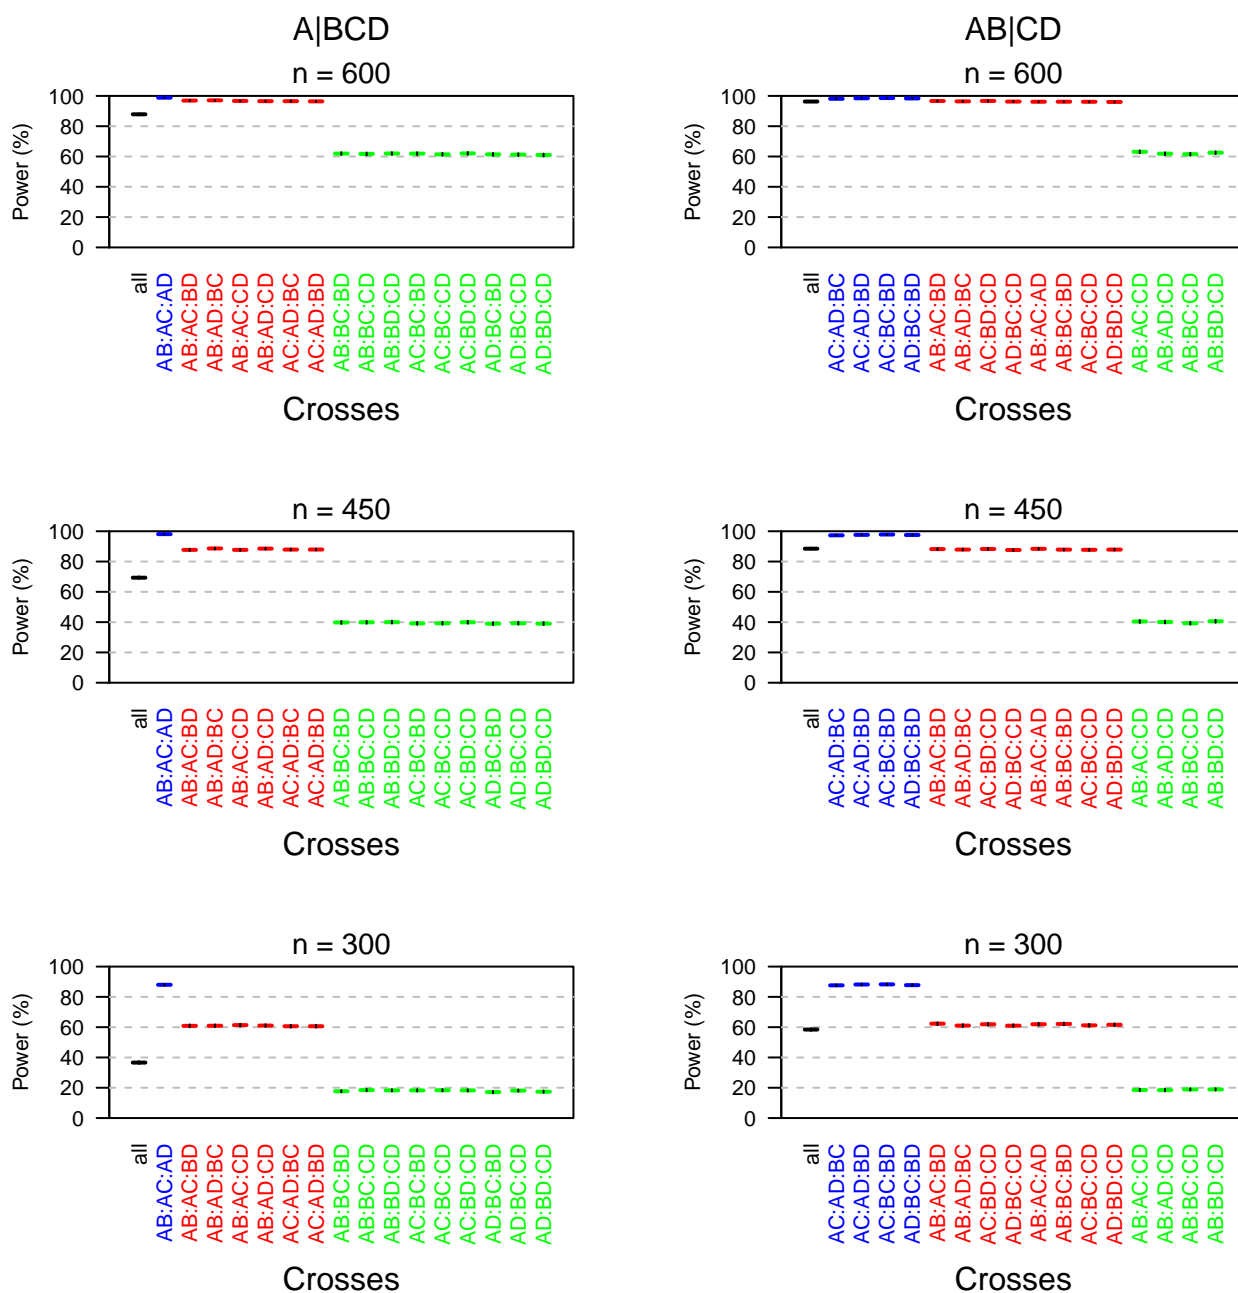 A|BCD
n = 600
Power (%)
100
80
60
40
20
0
all
AB:AC:AD
AB:AC:BD
AB:AD:BC
AB:AC:CD
AB:AD:CD
AC:AD:BC
AC:AD:BD
AB:BC:BD
AB:BC:CD
AB:BD:CD
AC:BC:BD
AC:BC:CD
AC:BD:CD
AD:BC:BD
AD:BC:CD
AD:BD:CD
Crosses
AB|CD
n = 600
Power (%)
100
80
60
40
20
0
all
AC:AD:BC
AC:AD:BD
AC:BC:BD
AD:BC:BD
AB:AC:BD
AB:AD:BC
AC:BD:CD
AD:BC:CD
AB:AC:AD
AB:BC:BD
AC:BC:CD
AD:BD:CD
AB:AC:CD
AB:AD:CD
AB:BC:CD
AB:BD:CD
Crosses
n = 450
Power (%)
100
80
60
40
20
0
all
AB:AC:AD
AB:AC:BD
AB:AD:BC
AB:AC:CD
AB:AD:CD
AC:AD:BC
AC:AD:BD
AB:BC:BD
AB:BC:CD
AB:BD:CD
AC:BC:BD
AC:BC:CD
AC:BD:CD
AD:BC:BD
AD:BC:CD
AD:BD:CD
Crosses
n = 450
Power (%)
100
80
60
40
20
0
all
AC:AD:BC
AC:AD:BD
AC:BC:BD
AD:BC:BD
AB:AC:BD
AB:AD:BC
AC:BD:CD
AD:BC:CD
AB:AC:AD
AB:BC:BD
AC:BC:CD
AD:BD:CD
AB:AC:CD
AB:AD:CD
AB:BC:CD
AB:BD:CD
Crosses
n = 300
Power (%)
100
80
60
40
20
0
all
AB:AC:AD
AB:AC:BD
AB:AD:BC
AB:AC:CD
AB:AD:CD
AC:AD:BC
AC:AD:BD
AB:BC:BD
AB:BC:CD
AB:BD:CD
AC:BC:BD
AC:BC:CD
AC:BD:CD
AD:BC:BD
AD:BC:CD
AD:BD:CD
Crosses
n = 300
Power (%)
100
80
60
40
20
0
all
AC:AD:BC
AC:AD:BD
AC:BC:BD
AD:BC:BD
AB:AC:BD
AB:AD:BC
AC:BD:CD
AD:BC:CD
AB:AC:AD
AB:BC:BD
AC:BC:CD
AD:BD:CD
AB:AC:CD
AB:AD:CD
AB:BC:CD
AB:BD:CD
Crosses